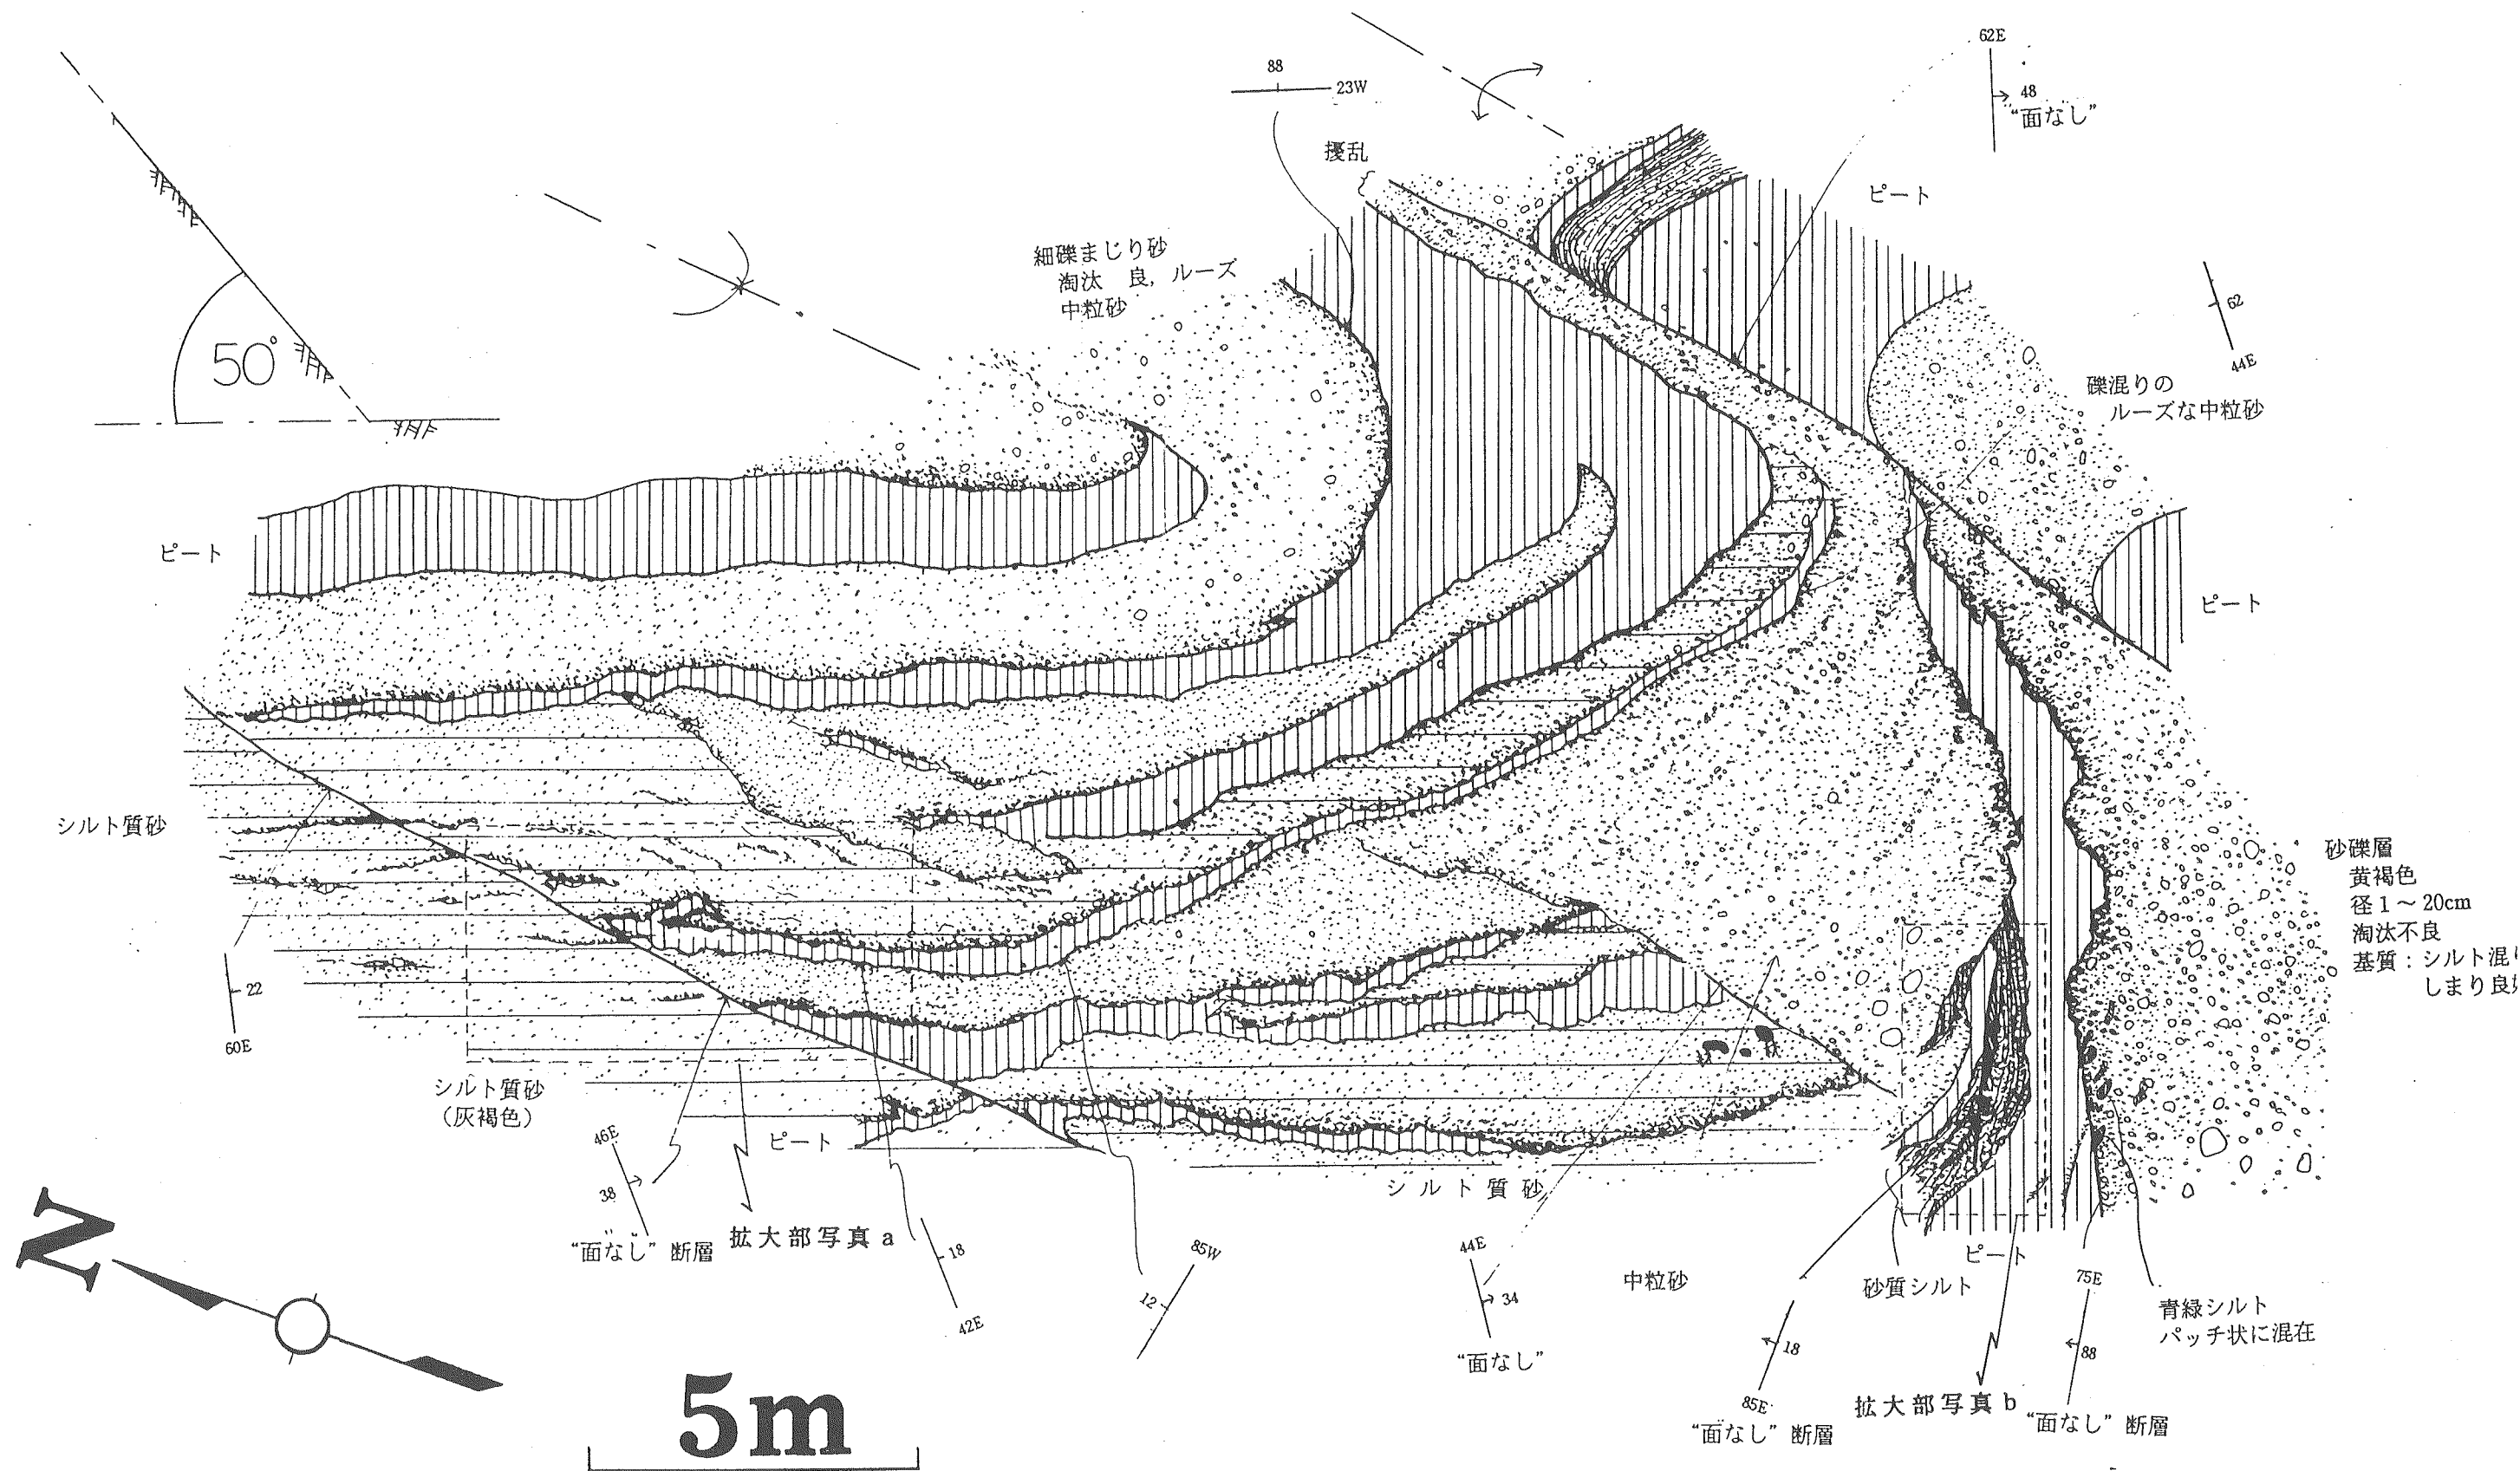 62E
48
“面なし”
88
23W
擾乱
ピート
細礫まじり砂
淘汰 良，ルーズ
中粒砂
50°
62
44E
礫混りの
ルーズな中粒砂
ピート
ピート
シルト質砂
砂礫層
黄褐色
径１～20cm
淘汰不良
基質：シルト混り
しまり良
22
60E
シルト質砂
（灰褐色）
ピート
46E
38
“面なし” 断層
拡大部写真 a
18
42E
85W
12
シルト質砂
44E
34
“面なし”
中粒砂
砂質シルト
ピート
75E
88
“面なし” 断層
青緑シルト
パッチ状に混在
18
85E
“面なし” 断層
拡大部写真 b
N
5m